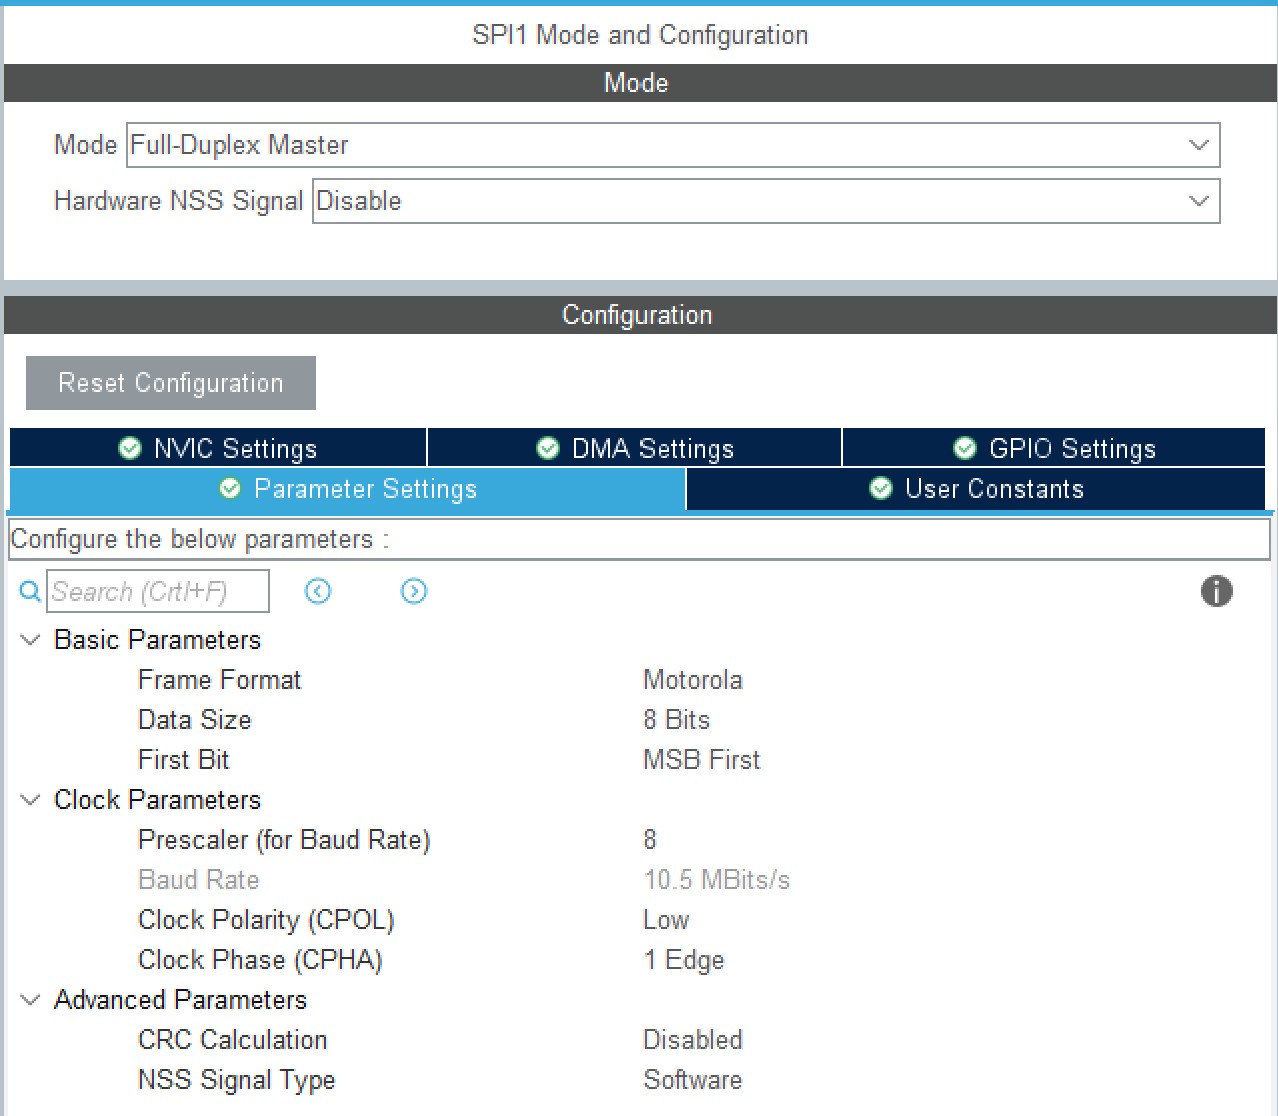 SPI1 Mode and Configuration
Mode
Mode Full-Duplex Master
Hardware NSS Signal Disable
Configuration
Reset Configuration
NVIC Settings DMA Settings GPIO Settings
Parameter Settings User Constants
Configure the below parameters :
Search (Crtl+F)
Basic Parameters
Frame Format Motorola
Data Size 8 Bits
First Bit MSB First
Clock Parameters
Prescaler (for Baud Rate) 8
Baud Rate 10.5 MBits/s
Clock Polarity (CPOL) Low
Clock Phase (CPHA) 1 Edge
Advanced Parameters
CRC Calculation Disabled
NSS Signal Type Software